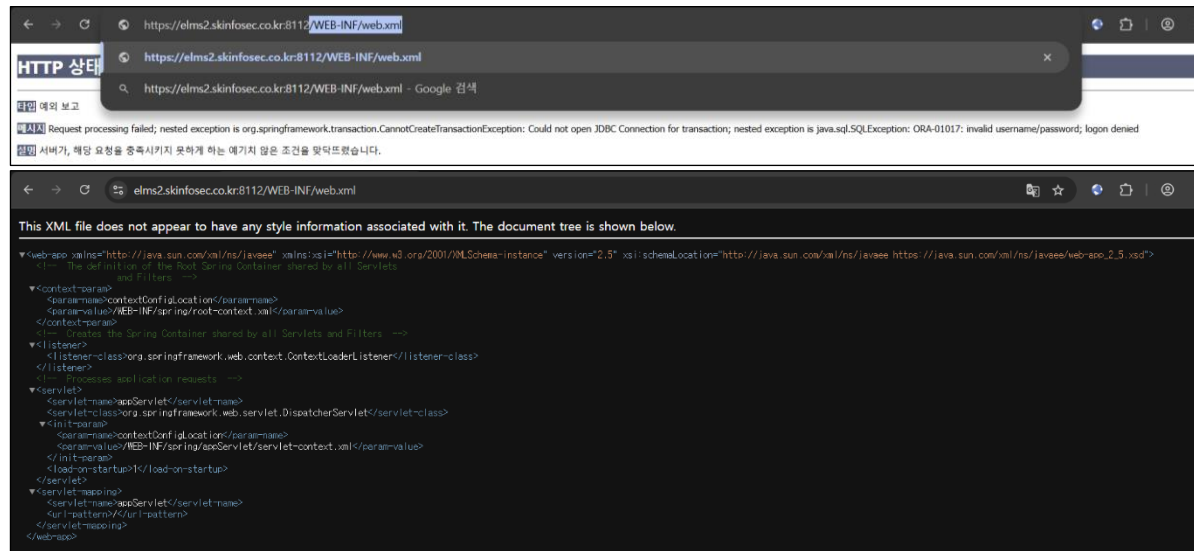 https://elms2.skinfosec.co.kr:8112/WEB-INF/web.xml
https://elms2.skinfosec.co.kr:8112/WEB-INF/web.xml
https://elms2.skinfosec.co.kr:8112/WEB-INF/web.xml - Google 검색
HTTP 상태
타입 예외 보고
메시지 Request processing failed; nested exception is org.springframework.transaction.CannotCreateTransactionException: Could not open JDBC Connection for transaction; nested exception is java.sql.SQLException: ORA-01017: invalid username/password; logon denied
설명 서버가, 해당 요청을 충족시키지 못하게 하는 예기치 않은 조건을 맞닥뜨렸습니다.
elms2.skinfosec.co.kr:8112/WEB-INF/web.xml
This XML file does not appear to have any style information associated with it. The document tree is shown below.
▼<web-app xmlns="http://java.sun.com/xml/ns/javaee" xmlns:xsi="http://www.w3.org/2001/XMLSchema-instance" version="2.5" xsi:schemaLocation="http://java.sun.com/xml/ns/javaee https://java.sun.com/xml/ns/javaee/web-app_2_5.xsd">
<!-- The definition of the Root Spring Container shared by all Servlets
and Filters -->
▼<context-param>
<param-name>contextConfigLocation</param-name>
<param-value>/WEB-INF/spring/root-context.xml</param-value>
</context-param>
<!-- Creates the Spring Container shared by all Servlets and Filters -->
▼<listener>
<listener-class>org.springframework.web.context.ContextLoaderListener</listener-class>
</listener>
<!-- Processes application requests -->
▼<servlet>
<servlet-name>appServlet</servlet-name>
<servlet-class>org.springframework.web.servlet.DispatcherServlet</servlet-class>
▼<init-param>
<param-name>contextConfigLocation</param-name>
<param-value>/WEB-INF/spring/appServlet/servlet-context.xml</param-value>
</init-param>
<load-on-startup>1</load-on-startup>
</servlet>
▼<servlet-mapping>
<servlet-name>appServlet</servlet-name>
<url-pattern>/</url-pattern>
</servlet-mapping>
</web-app>